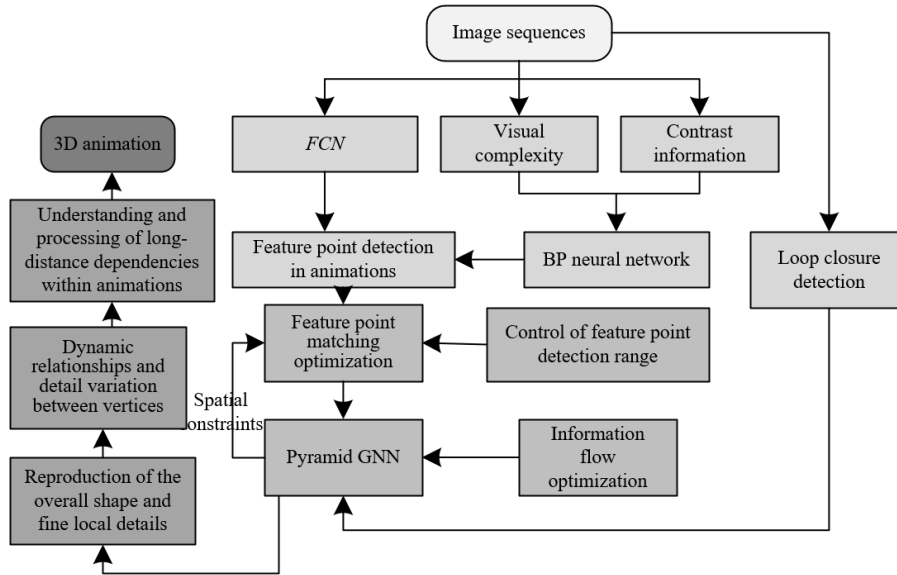 Image sequences
3D animation
FCN
Visual
complexity
Contrast
information
Understanding and
processing of long-
distance dependencies
within animations
Feature point detection
in animations
BP neural network
Loop closure
detection
Feature point
matching
optimization
Control of feature point
detection range
Dynamic
relationships and
detail variation
between vertices
Spatial
constraints
Pyramid GNN
Information
flow
optimization
Reproduction of the
overall shape and
fine local details